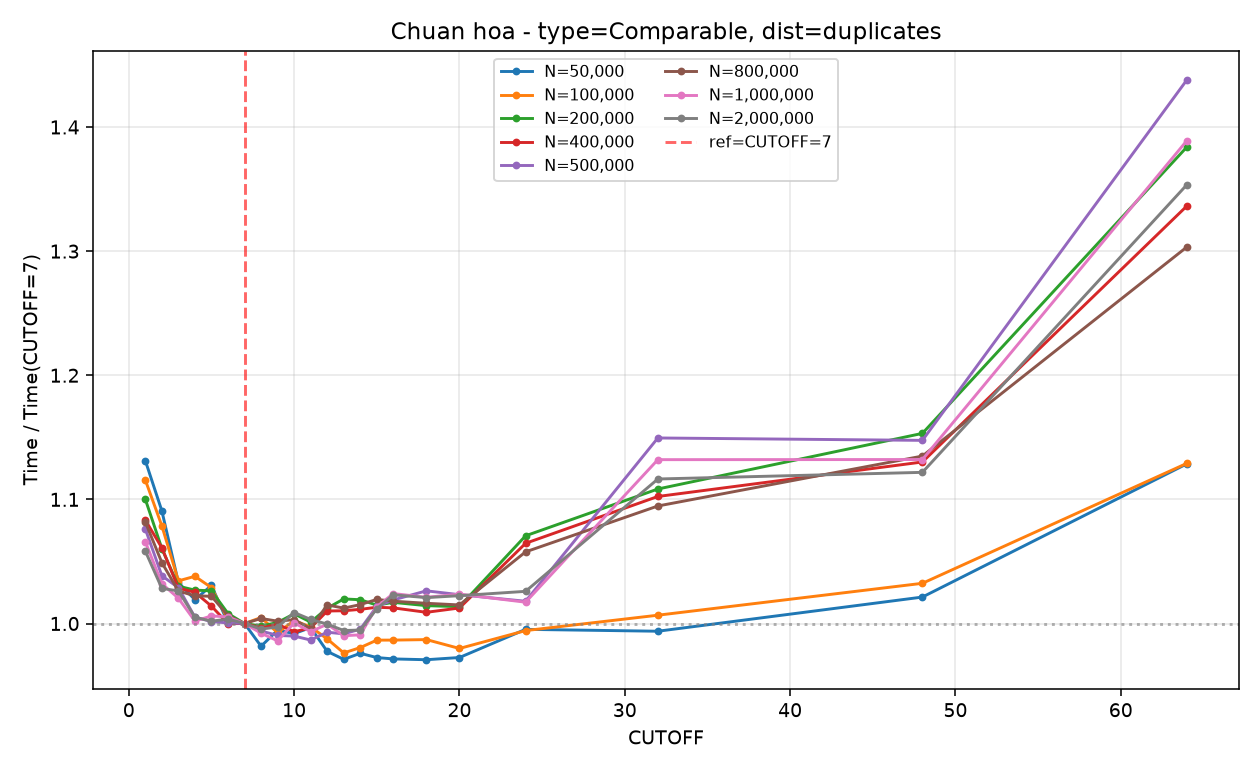 Chuan hoa - type=Comparable, dist=duplicates
N=50,000
N=100,000
N=200,000
N=400,000
N=500,000
N=800,000
N=1,000,000
N=2,000,000
ref=CUTOFF=7
Time / Time(CUTOFF=7)
1.4
1.3
1.2
1.1
1.0
0 10 20 30 40 50 60
CUTOFF